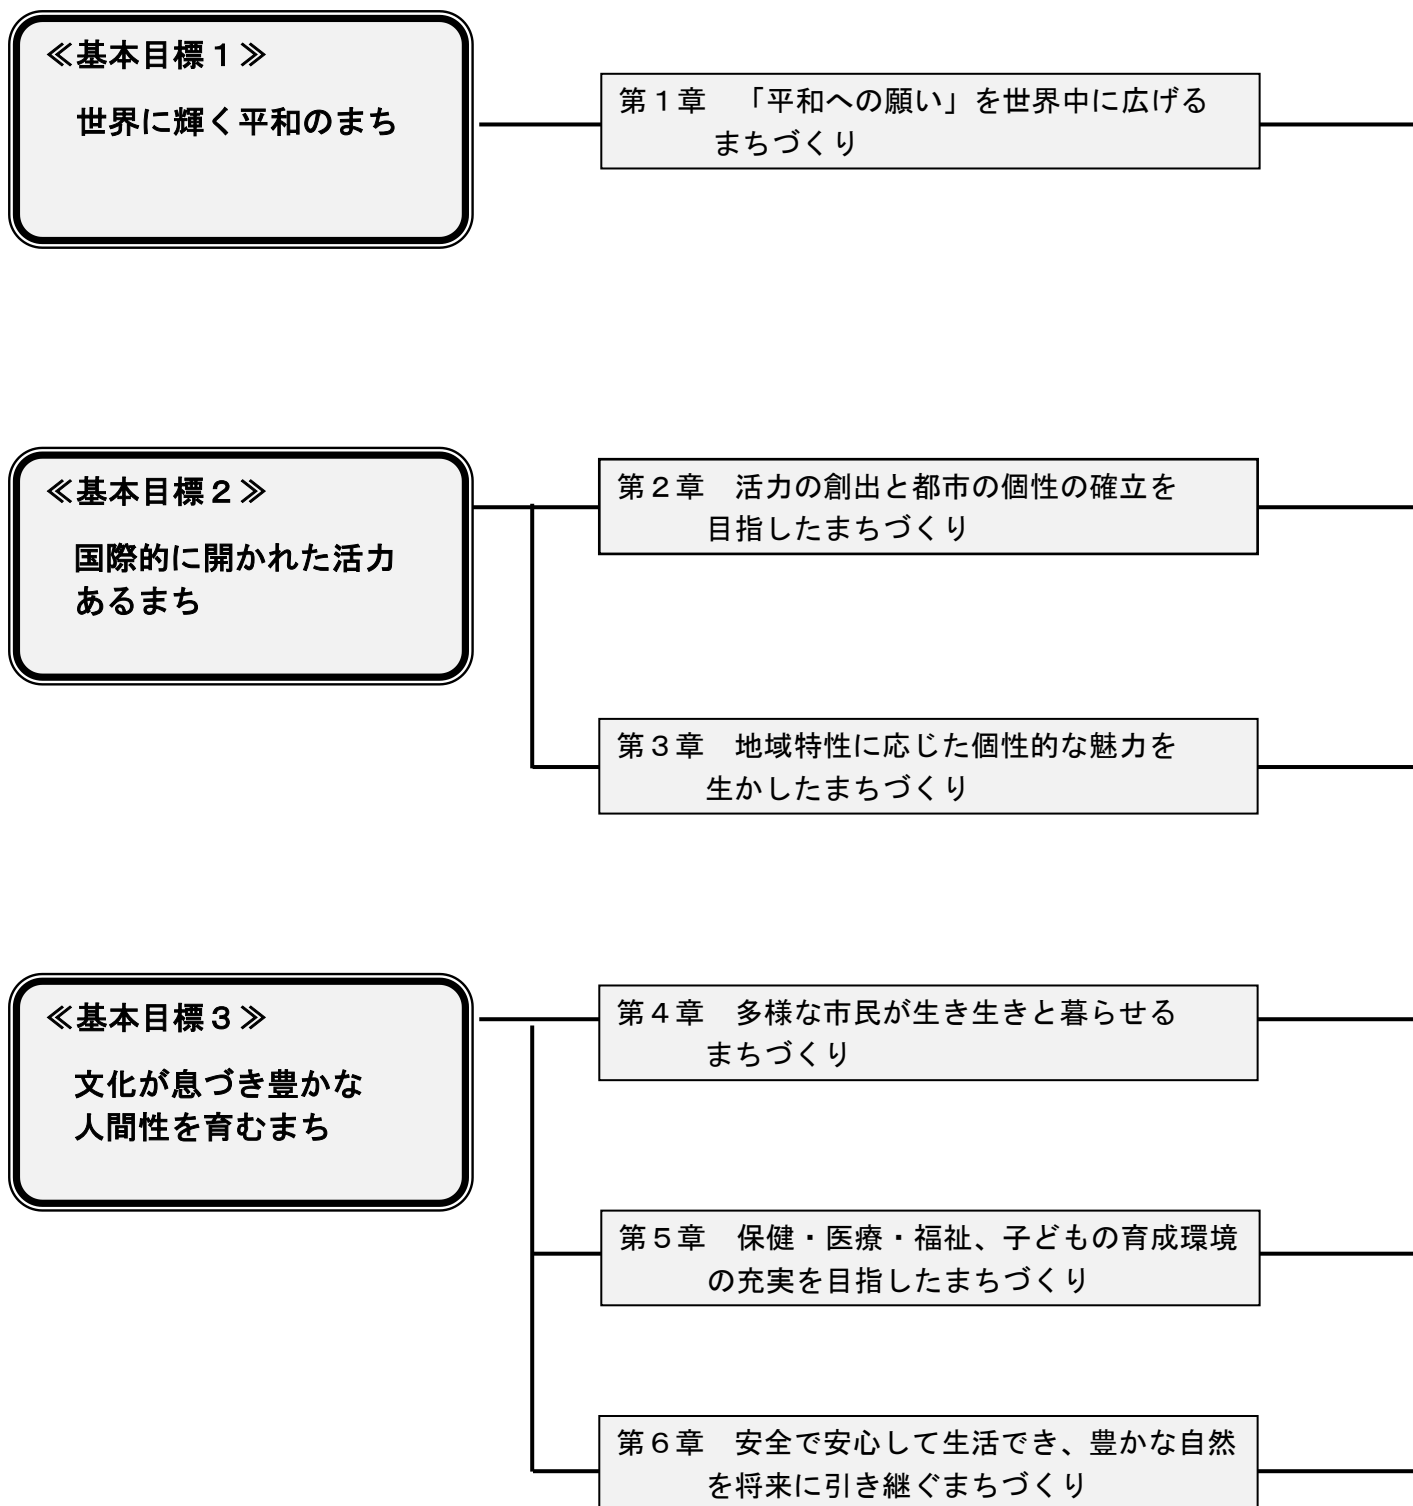 ≪基本目標１≫
世界に輝く平和のまち
第１章　「平和への願い」を世界中に広げる
まちづくり
≪基本目標２≫
国際的に開かれた活力
あるまち
第２章　活力の創出と都市の個性の確立を
目指したまちづくり
第３章　地域特性に応じた個性的な魅力を
生かしたまちづくり
≪基本目標３≫
文化が息づき豊かな
人間性を育むまち
第４章　多様な市民が生き生きと暮らせる
まちづくり
第５章　保健・医療・福祉、子どもの育成環境
の充実を目指したまちづくり
第６章　安全で安心して生活でき、豊かな自然
を将来に引き継ぐまちづくり